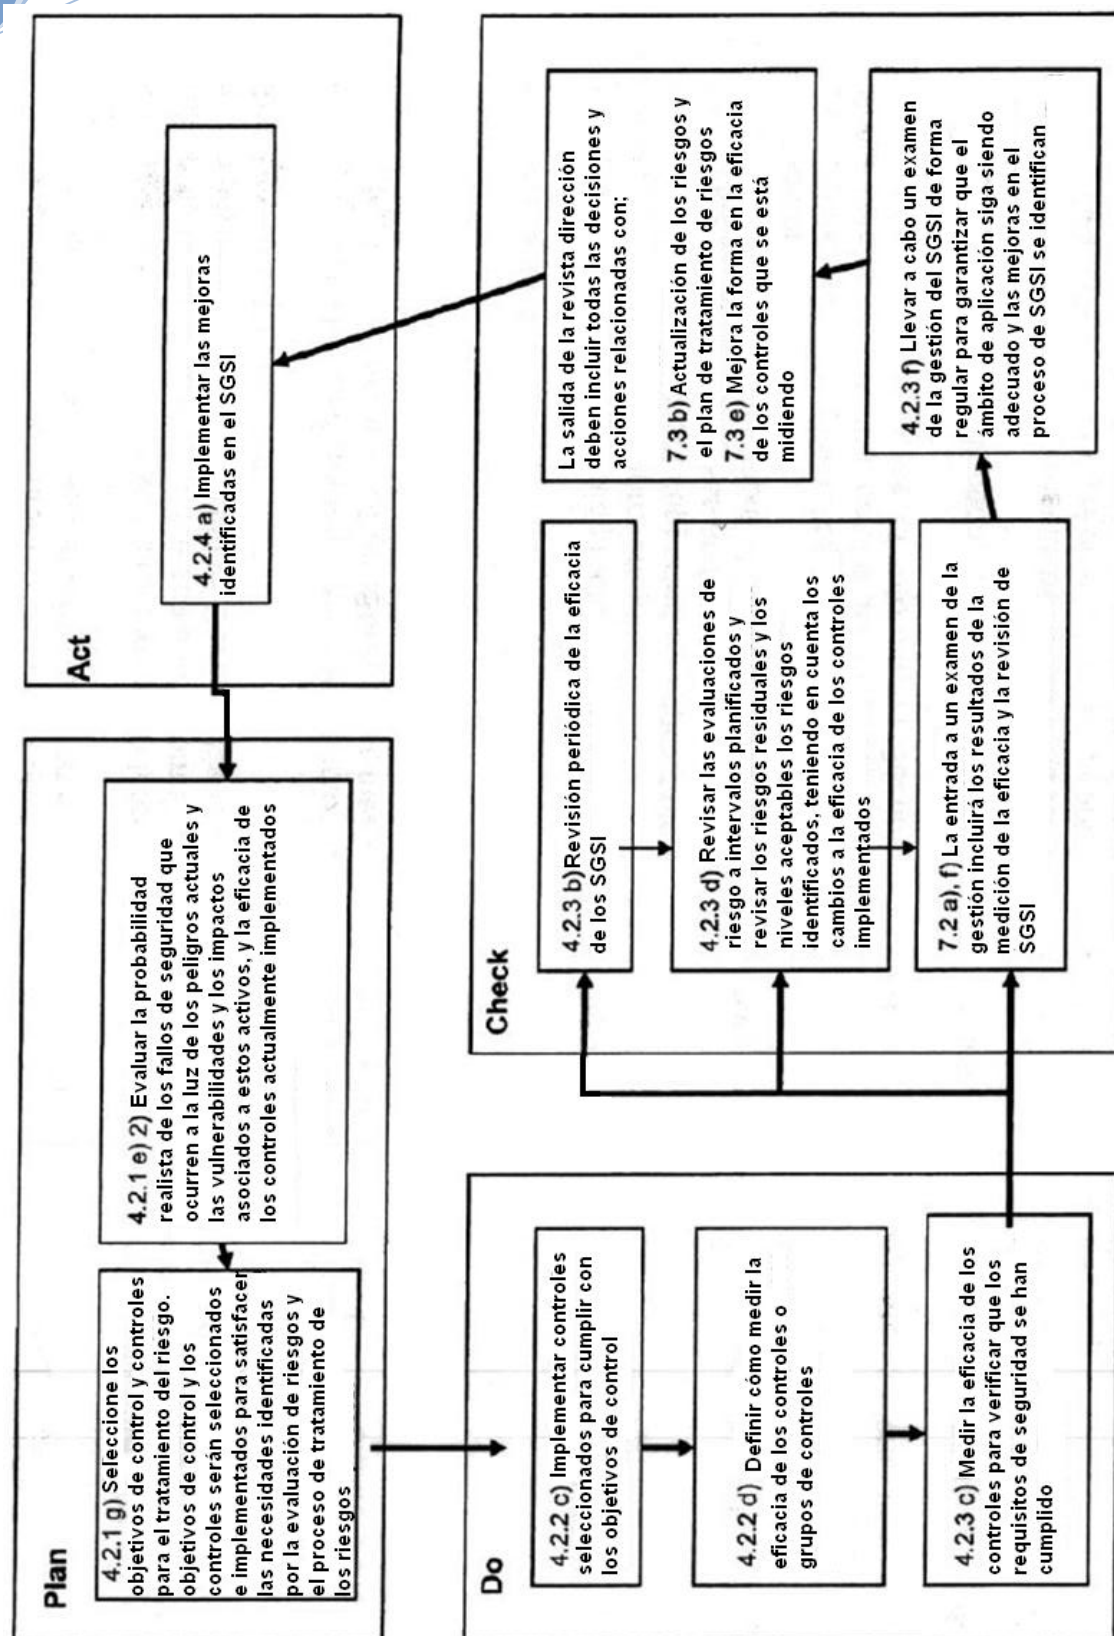 Plan
4.2.1 g) Seleccione los
objetivos de control y controles
para el tratamiento del riesgo.
objetivos de control y los
controles serán seleccionados
e implementados para satisfacer
las necesidades identificadas
por la evaluación de riesgos y
el proceso de tratamiento de
los riesgos
4.2.1 e) 2) Evaluar la probabilidad
realista de los fallos de seguridad que
ocurren a la luz de los peligros actuales y
las vulnerabilidades y los impactos
asociados a estos activos, y la eficacia de
los controles actualmente implementados
Act
4.2.4 a) Implementar las mejoras
identificadas en el SGSI
Do
4.2.2 c) Implementar controles
seleccionados para cumplir con
los objetivos de control
4.2.2 d) Definir cómo medir la
eficacia de los controles o
grupos de controles
4.2.3 c) Medir la eficacia de los
controles para verificar que los
requisitos de seguridad se han
cumplido
Check
4.2.3 b)Revisión periódica de la eficacia
de los SGSI
4.2.3 d) Revisar las evaluaciones de
riesgo a intervalos planificados y
revisar los riesgos residuales y los
niveles aceptables los riesgos
identificados, teniendo en cuenta los
cambios a la eficacia de los controles
implementados
7.2 a), f) La entrada a un examen de la
gestión incluirá los resultados de la
medición de la eficacia y la revisión de
SGSI
La salida de la revista dirección
deben incluir todas las decisiones y
acciones relacionadas con;
7.3 b) Actualización de los riesgos y
el plan de tratamiento de riesgos
7.3 e) Mejora la forma en la eficacia
de los controles que se está
midiendo
4.2.3 f) Llevar a cabo un examen
de la gestión del SGSI de forma
regular para garantizar que el
ámbito de aplicación siga siendo
adecuado y las mejoras en el
proceso de SGSI se identifican